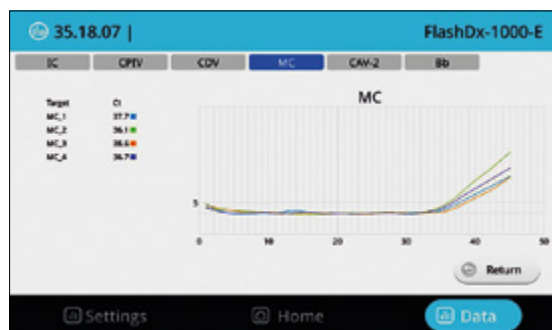 35.18.07 | FlashDx-1000-E
IC CPIV CDV MC CAV-2 Bb
MC
Target Ct
MC_1 37.7
MC_2 36.1
MC_3 38.6
MC_4 36.7
5
0 10 20 30 40 50
Return
Settings Home Data